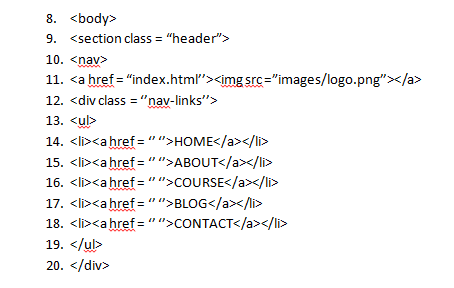 8. <body>
9. <section class = “header”>
10. <nav>
11. <a href = “index.html”><img src=”images/logo.png”></a>
12. <div class = ”nav-links”>
13. <ul>
14. <li><a href = ” ”>HOME</a></li>
15. <li><a href = ” ”>ABOUT</a></li>
16. <li><a href = ” ”>COURSE</a></li>
17. <li><a href = ” ”>BLOG</a></li>
18. <li><a href = ” ”>CONTACT</a></li>
19. </ul>
20. </div>